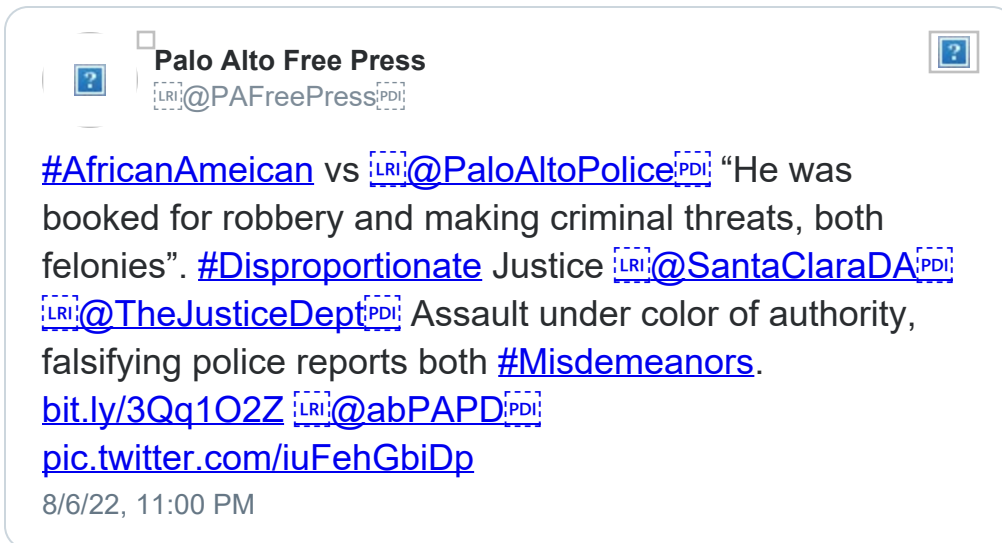 Palo Alto Free Press
@PAFreePress
#AfricanAmeican vs @PaloAltoPolice “He was
booked for robbery and making criminal threats, both
felonies”. #Disproportionate Justice @SantaClaraDA
@TheJusticeDept Assault under color of authority,
falsifying police reports both #Misdemeanors.
bit.ly/3Qq1O2Z @abPAPD
pic.twitter.com/iuFehGbiDp
8/6/22, 11:00 PM